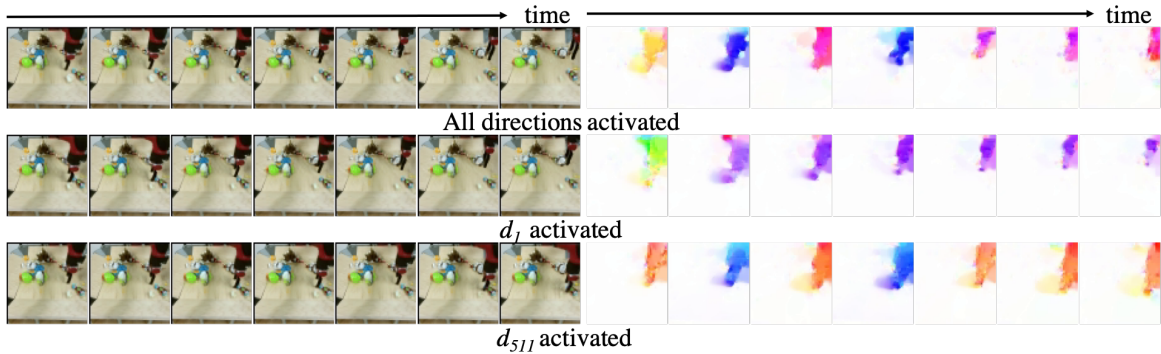 time
time
All directions activated
d1 activated
d511 activated